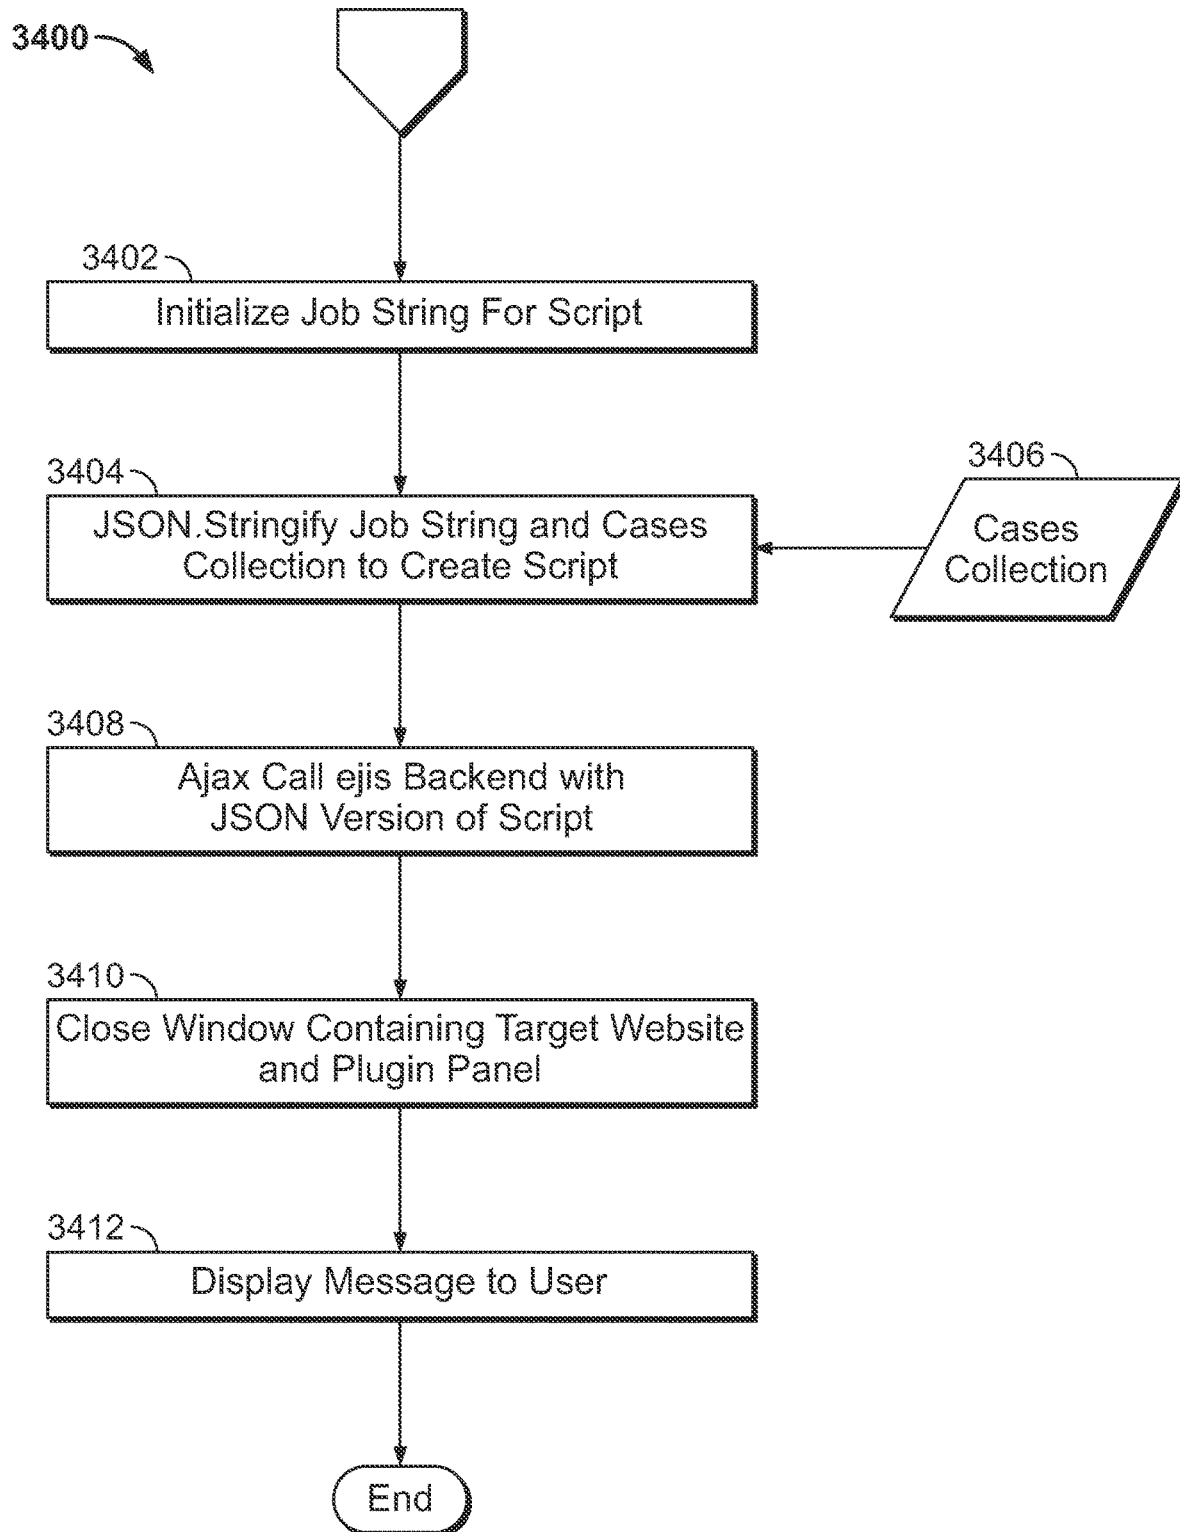 3400
3402
Initialize Job String For Script
3404
JSON.Stringify Job String and Cases
Collection to Create Script
3406
Cases
Collection
3408
Ajax Call ejis Backend with
JSON Version of Script
3410
Close Window Containing Target Website
and Plugin Panel
3412
Display Message to User
End